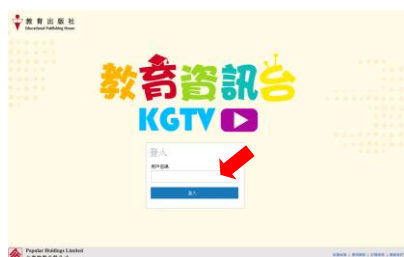 教育出版社
Educational Publishing House
教育資訊台
KGTV
登入
用戶名稱
登入
Popular Holdings Limited